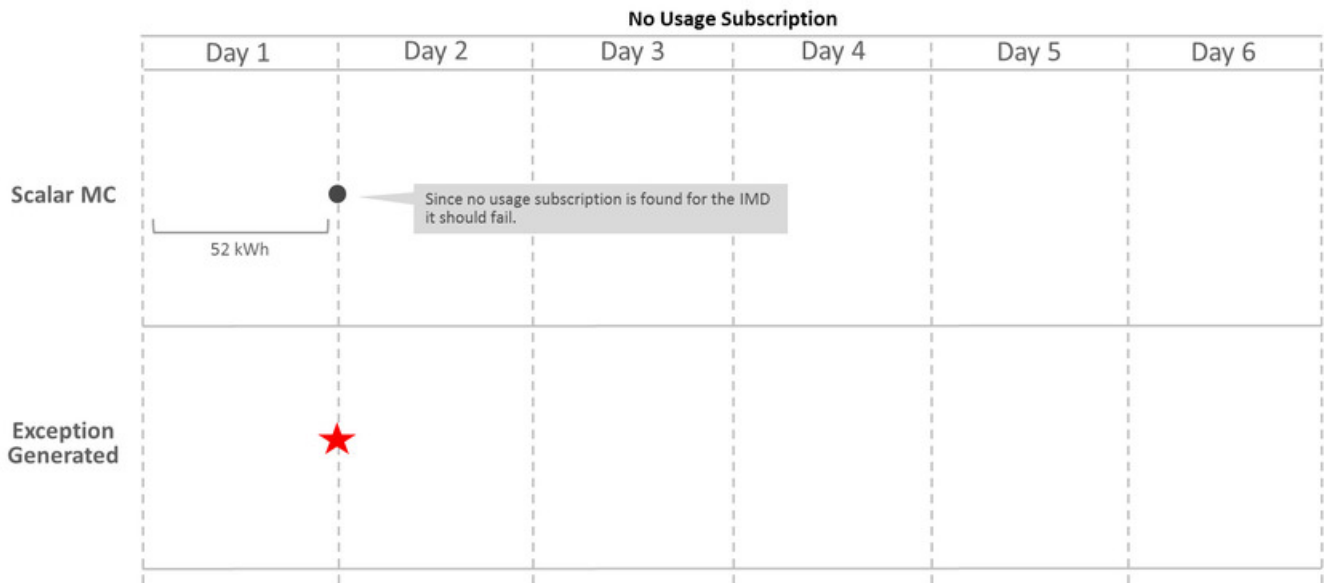 No Usage Subscription
Day 1 Day 2 Day 3 Day 4 Day 5 Day 6
Scalar MC
Since no usage subscription is found for the IMD
it should fail.
52 kWh
Exception
Generated